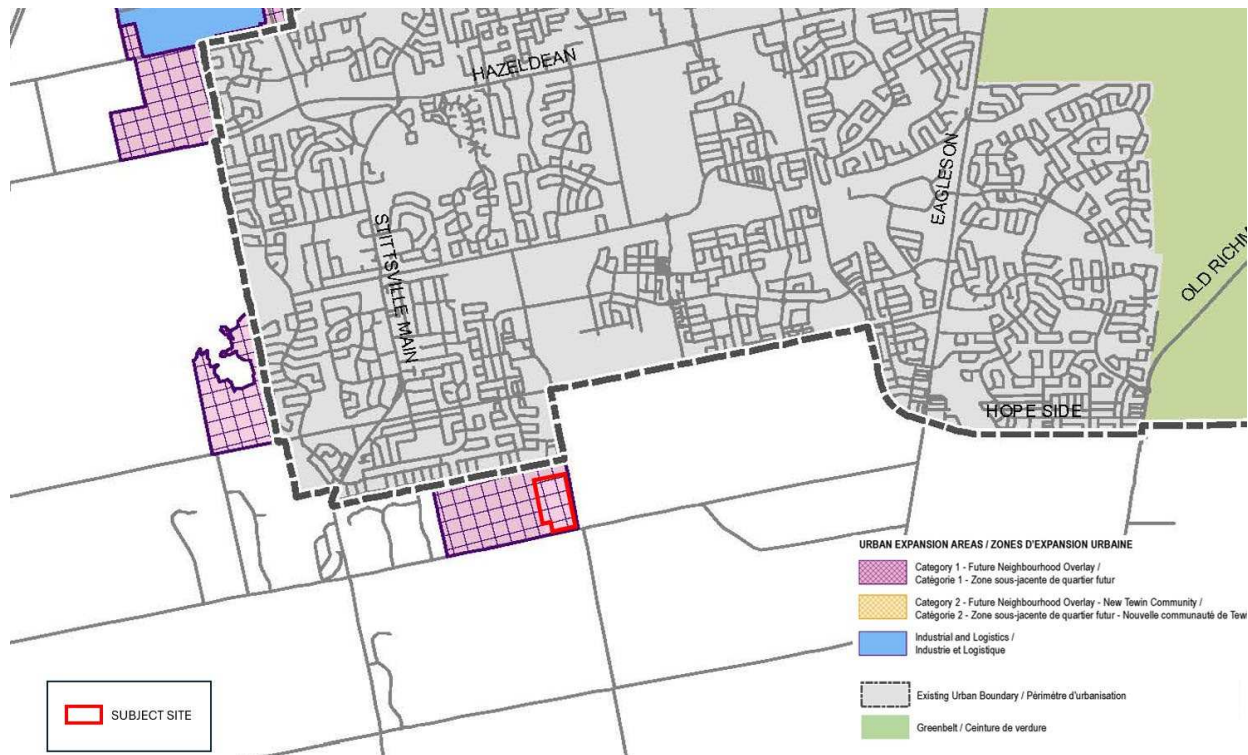 HAZELDEAN
EAGLESON
STITTSVILLE MAIN
OLD RICHM
HOPE SIDE
URBAN EXPANSION AREAS / ZONES D'EXPANSION URBAINE
Category 1 - Future Neighbourhood Overlay /
Catégorie 1 - Zone sous-jacente de quartier futur
Category 2 - Future Neighbourhood Overlay - New Tewin Community /
Catégorie 2 - Zone sous-jacente de quartier futur - Nouvelle communauté de Tewi
Industrial and Logistics /
Industrie et Logistique
Existing Urban Boundary / Périmètre d'urbanisation
Greenbelt / Ceinture de verdure
SUBJECT SITE